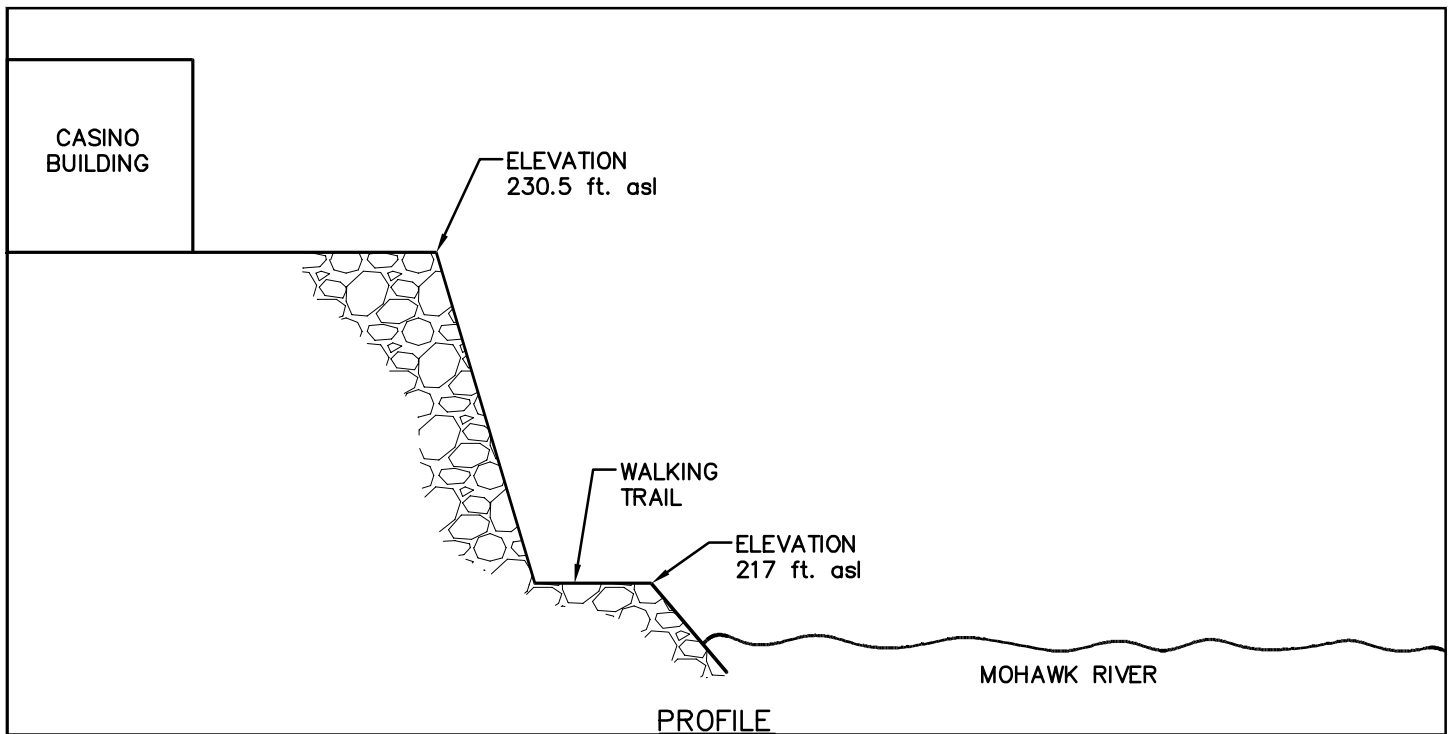 CASINO
BUILDING
ELEVATION
230.5 ft. asl
WALKING
TRAIL
ELEVATION
217 ft. asl
MOHAWK RIVER
PROFILE